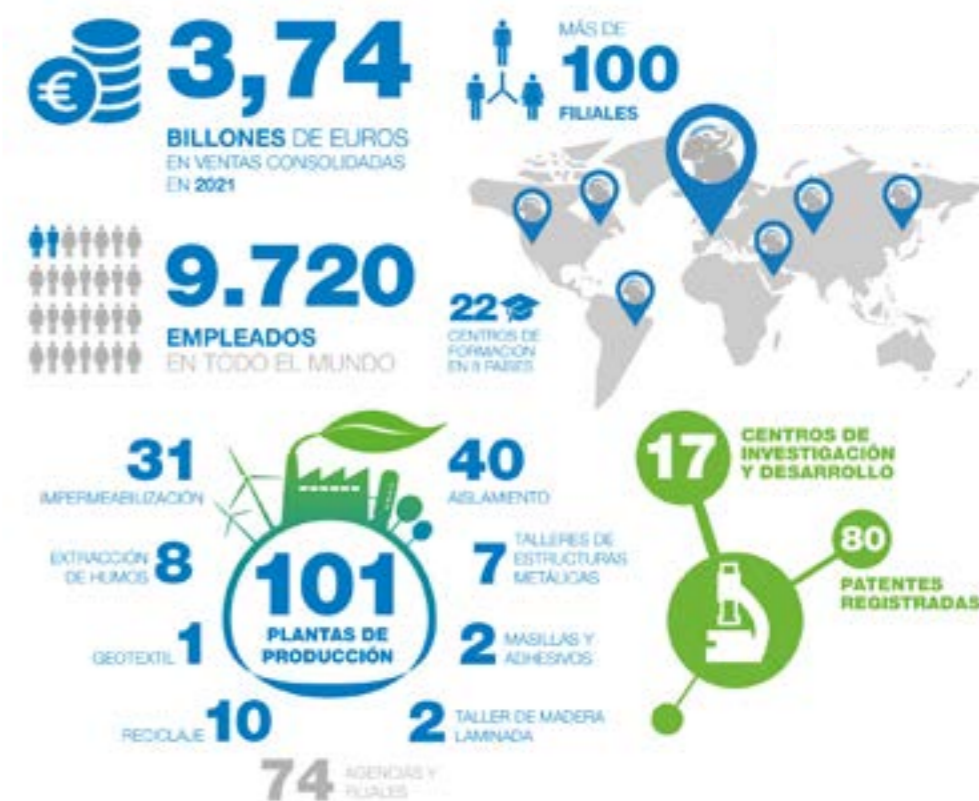 €
3,74
BILLONES DE EUROS
EN VENTAS CONSOLIDADAS
EN 2021
MÁS DE
100
FILIALES
9.720
EMPLEADOS
EN TODO EL MUNDO
22
CENTROS DE
FORMACIÓN
EN 8 PAÍSES
31
IMPERMEABILIZACIÓN
40
AISLAMIENTO
EXTRACCIÓN
DE HUMOS 8
7 TALLERES DE
ESTRUCTURAS
METÁLICAS
101
PLANTAS DE
PRODUCCIÓN
GEOTEXTIL 1
2 MASILLAS Y
ADHESIVOS
RECICLAJE 10
2 TALLER DE MADERA
LAMINADA
74 AGENCIAS Y
FILIALES
17
CENTROS DE
INVESTIGACIÓN
Y DESARROLLO
80
PATENTES
REGISTRADAS